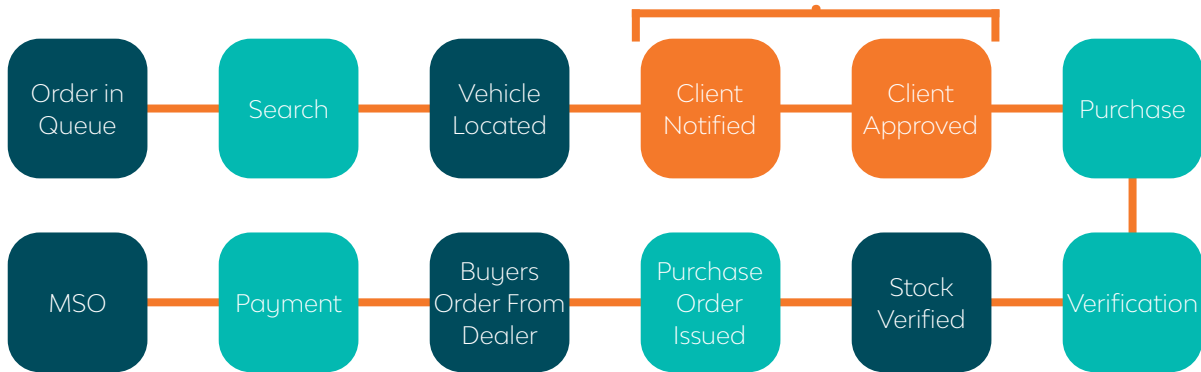 Order in
Queue
Search
Vehicle
Located
Client
Notified
Client
Approved
Purchase
MSO
Payment
Buyers
Order From
Dealer
Purchase
Order
Issued
Stock
Verified
Verification